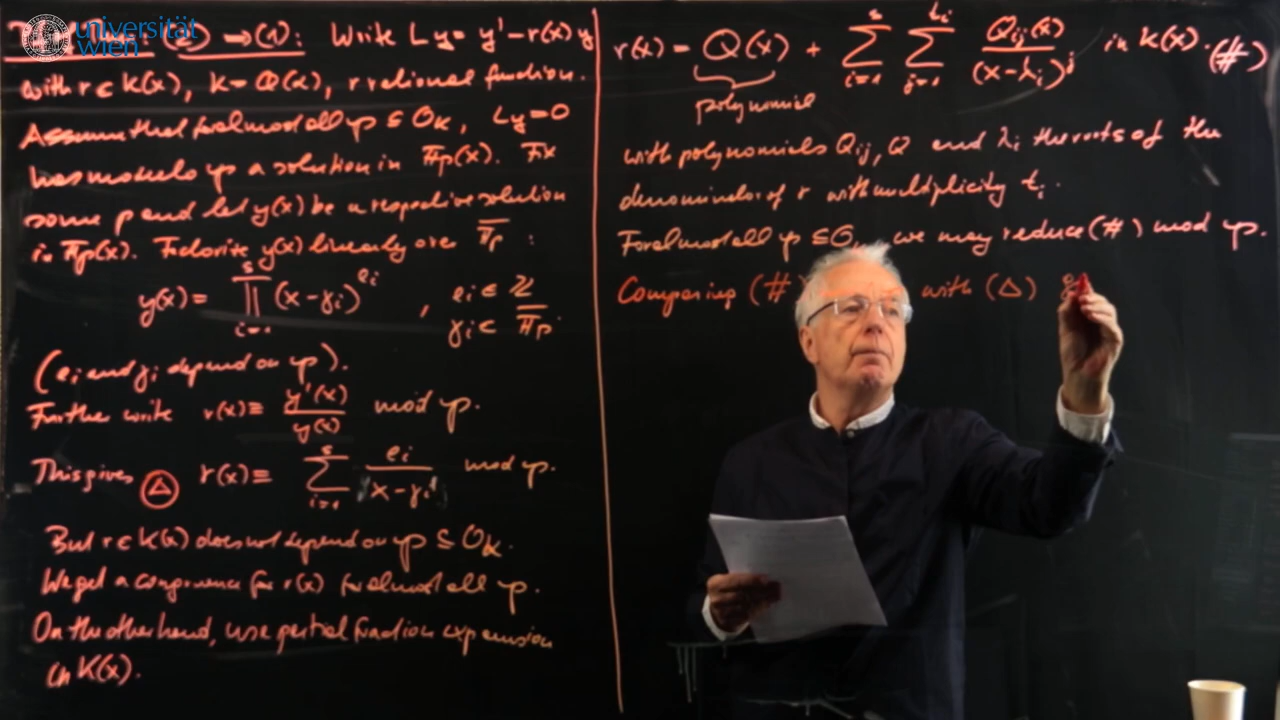 universität
wien
(2) → (1): Write Ly = y' - r(x) y
with r ∈ K(x), K = Q(α), r rational function.
Assume that for almost all p ⊆ O_K, Ly = 0
has modulo p a solution in F̅_p(x). Fix
some p and let y(x) be a respective solution
in F̅_p(x). Factorize y(x) linearly over F̅_p :
y(x) = ∏_{i=1}^{s} (x - γ_i)^{e_i} , e_i ∈ Z
γ_i ∈ F̅_p.
(e_i and γ_i depend on p).
Further write r(x) ≡ y'(x)/y(x) mod p.
This gives (Δ) r(x) ≡ ∑_{i=1}^{s} e_i/(x - γ_i) mod p.
But r ∈ K(x) does not depend on p ⊆ O_K.
We get a congruence for r(x) for almost all p.
On the other hand, use partial fraction expansion
in K(x).
r(x) = Q(x) + ∑_{i=1}^{s} ∑_{j=1}^{t_i} Q_{ij}(x)/(x - λ_i)^j in K(x). (#)
polynomial
with polynomials Q_{ij}, Q and λ_i the roots of the
denominator of r with multiplicity t_i.
For almost all p ⊆ we may reduce (#) mod p.
Comparing (#) with (Δ)